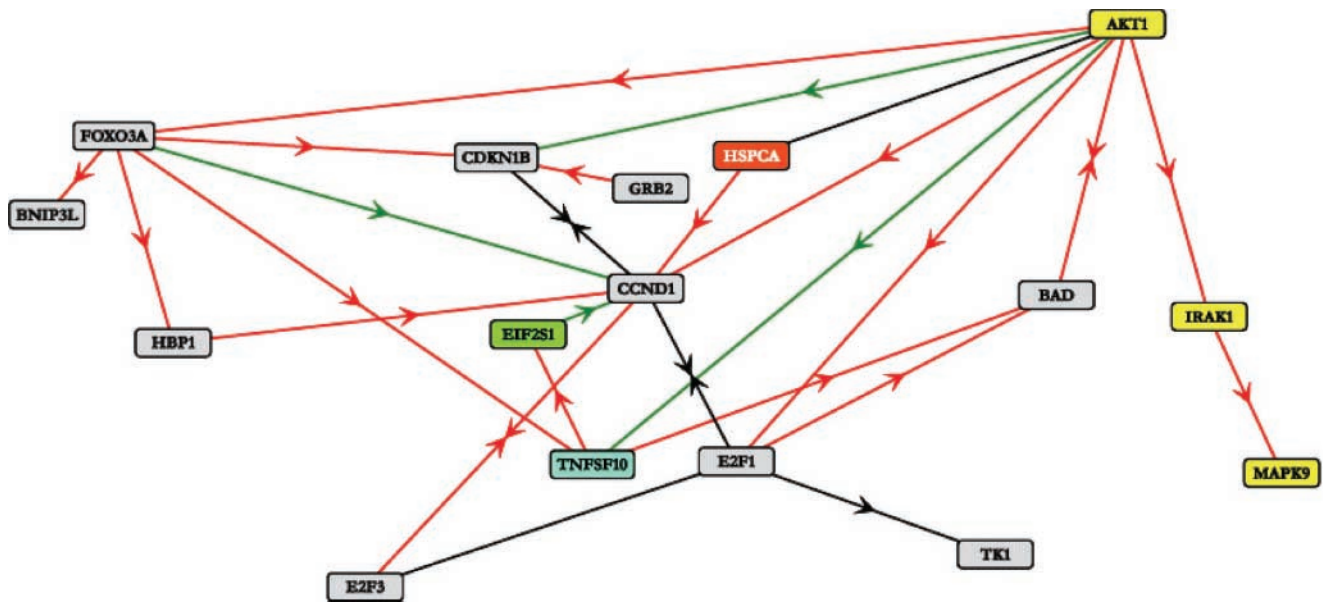 AKT1
FOXO3A
CDKN1B
HSPCA
GRB2
BNIP3L
CCND1
BAD
IRAK1
EIF2S1
HBP1
TNFSF10
E2F1
MAPK9
TK1
E2F3